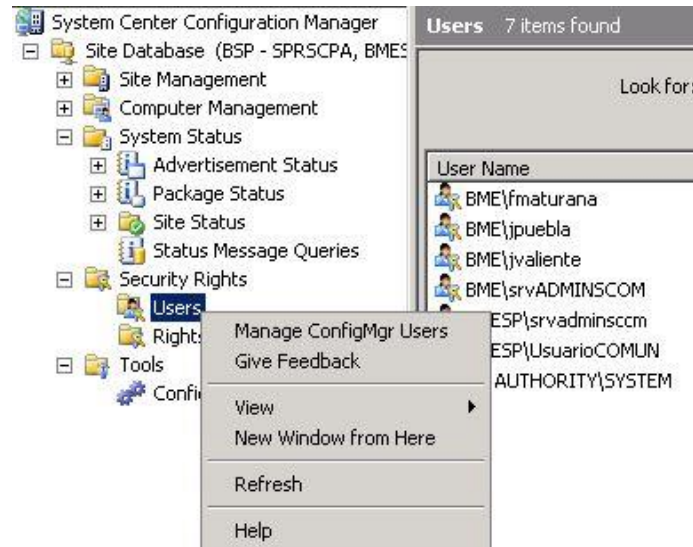 System Center Configuration Manager
Site Database (BSP - SPRSCPA, BMES
Site Management
Computer Management
System Status
Advertisement Status
Package Status
Site Status
Status Message Queries
Security Rights
Users
Rights
Tools
Confi
Manage ConfigMgr Users
Give Feedback
View
New Window from Here
Refresh
Help
Users 7 items found
Look for:
User Name
BME\fmaturana
BME\jpuebla
BME\jvaliente
BME\srvADMINSCOM
ESP\srvadminsccm
ESP\UsuarioCOMUN
AUTHORITY\SYSTEM